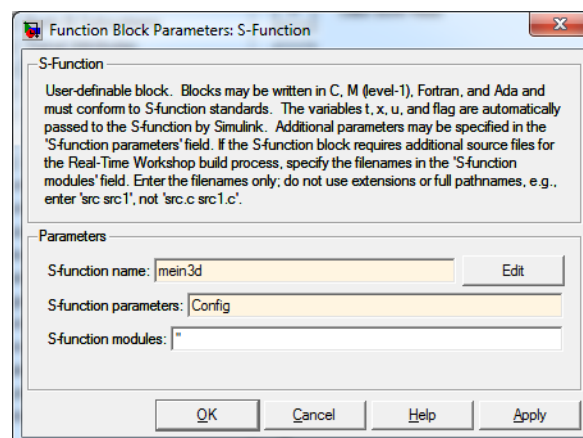 Function Block Parameters: S-Function
S-Function
User-definable block. Blocks may be written in C, M (level-1), Fortran, and Ada and
must conform to S-function standards. The variables t, x, u, and flag are automatically
passed to the S-function by Simulink. Additional parameters may be specified in the
'S-function parameters' field. If the S-function block requires additional source files for
the Real-Time Workshop build process, specify the filenames in the 'S-function
modules' field. Enter the filenames only; do not use extensions or full pathnames, e.g.,
enter 'src src1', not 'src.c src1.c'.
Parameters
S-function name: mein3d Edit
S-function parameters: Config
S-function modules: ''
OK Cancel Help Apply